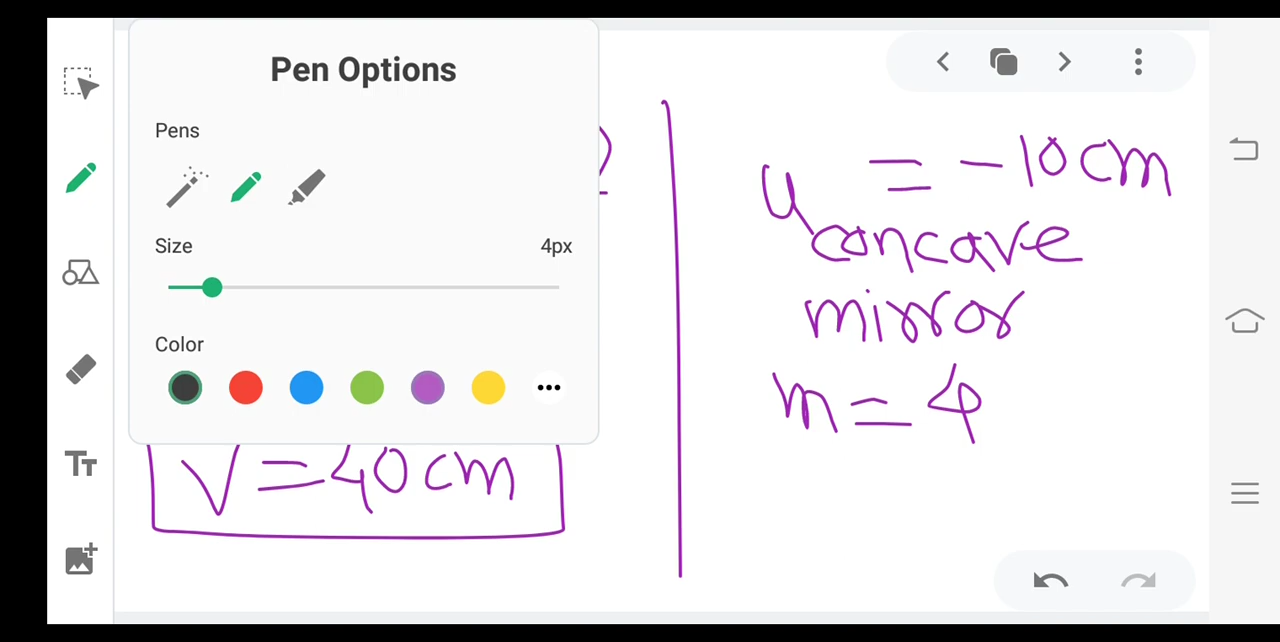 Pen Options
Pens
Size 4px
Color
V = 40 cm
u = -10 cm
concave
mirror
m = 4